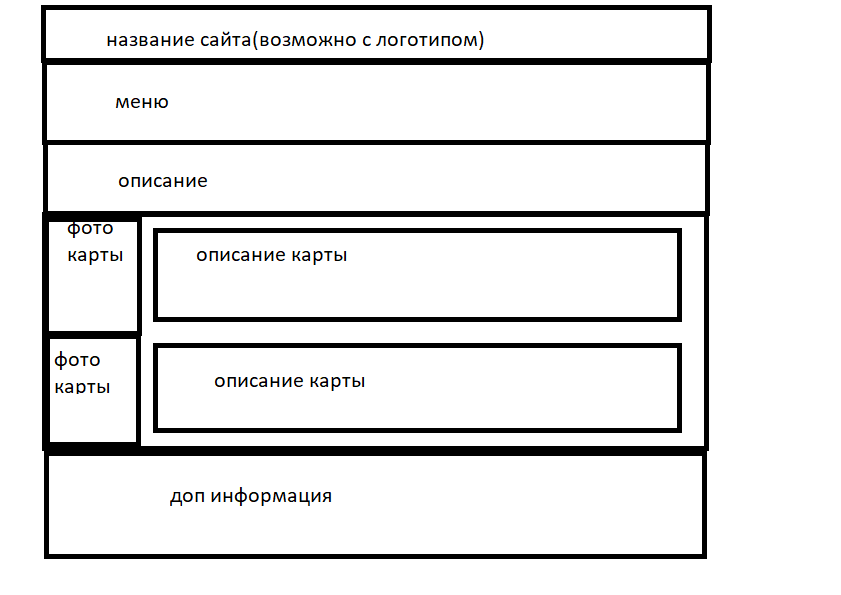 название сайта(возможно с логотипом)
меню
описание
фото
карты
описание карты
фото
карты
описание карты
доп информация